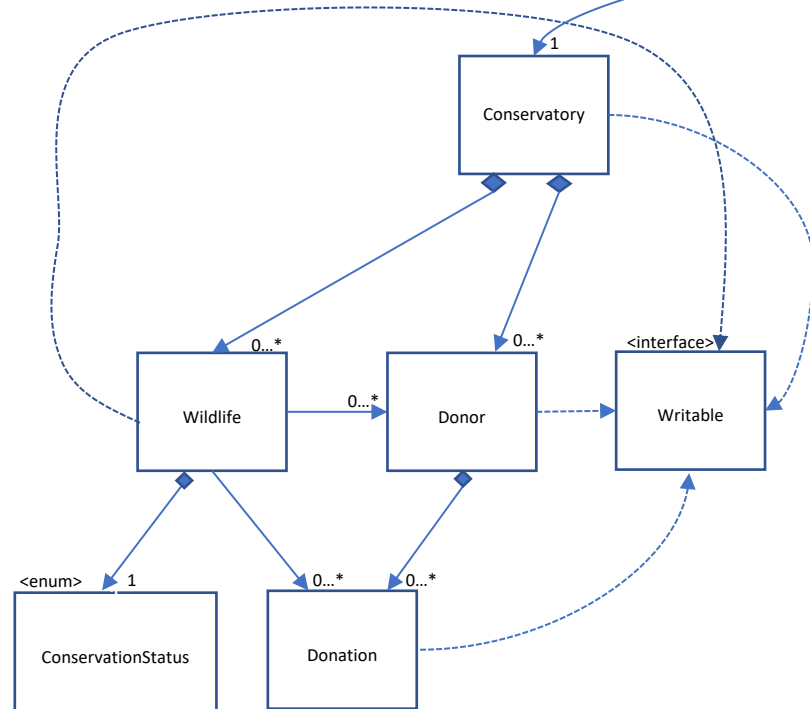 1
Conservatory
0...*
0...*
<interface>
Wildlife
0...*
Donor
Writable
<enum>
1
0...*
0...*
ConservationStatus
Donation